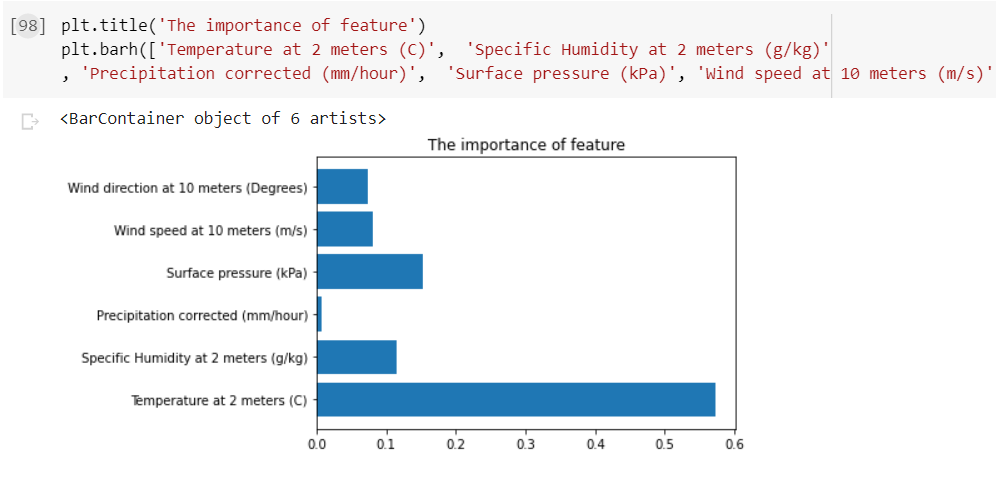 [98] plt.title('The importance of feature')
plt.barh(['Temperature at 2 meters (C)', 'Specific Humidity at 2 meters (g/kg)'
, 'Precipitation corrected (mm/hour)', 'Surface pressure (kPa)', 'Wind speed at 10 meters (m/s)'
<BarContainer object of 6 artists>
The importance of feature
Wind direction at 10 meters (Degrees)
Wind speed at 10 meters (m/s)
Surface pressure (kPa)
Precipitation corrected (mm/hour)
Specific Humidity at 2 meters (g/kg)
Temperature at 2 meters (C)
0.0 0.1 0.2 0.3 0.4 0.5 0.6